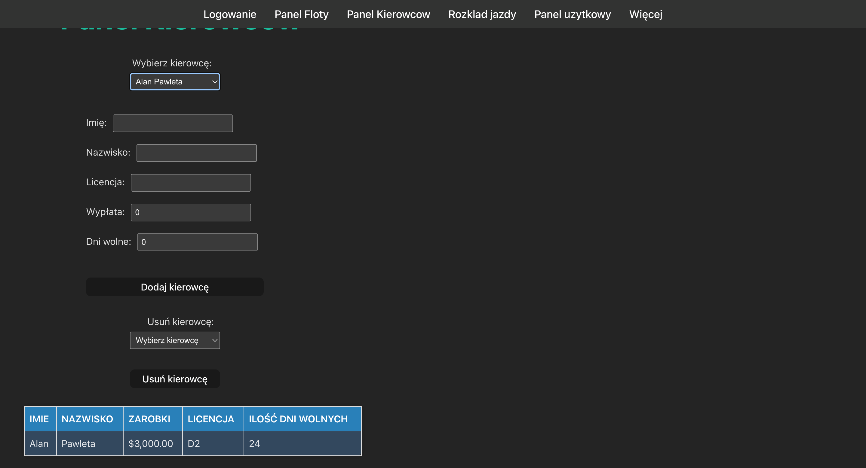 Logowanie Panel Floty Panel Kierowcow Rozkład jazdy Panel uzytkowy Więcej
Wybierz kierowcę:
Alan Pawleta
Imię:
Nazwisko:
Licencja:
Wypłata: 0
Dni wolne: 0
Dodaj kierowcę
Usuń kierowcę:
Wybierz kierowcę
Usuń kierowcę
IMIE NAZWISKO ZAROBKI LICENCJA ILOŚĆ DNI WOLNYCH
Alan Pawleta $3,000.00 D2 24